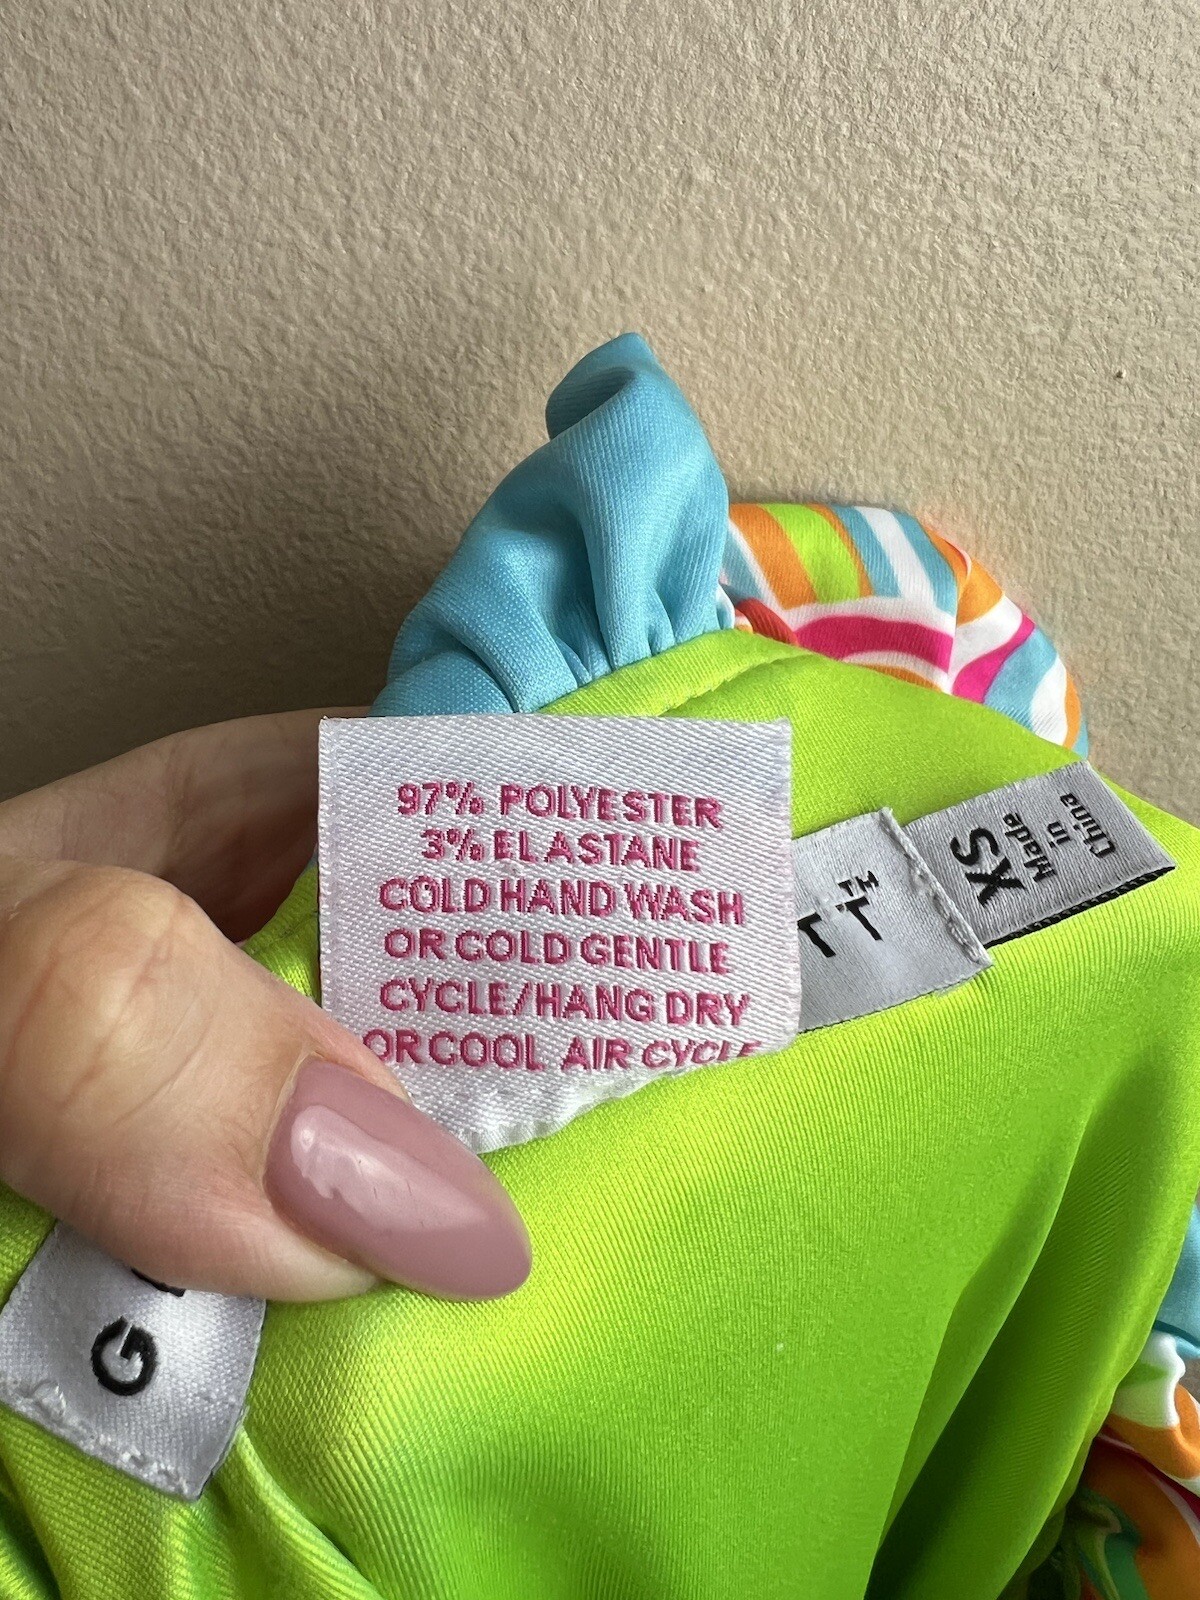 97% POLYESTER
3% ELASTANE
COLD HAND WASH
OR COLD GENTLE
CYCLE/HANG DRY
OR COOL AIR CYCLE
XS
Made
in
China
G